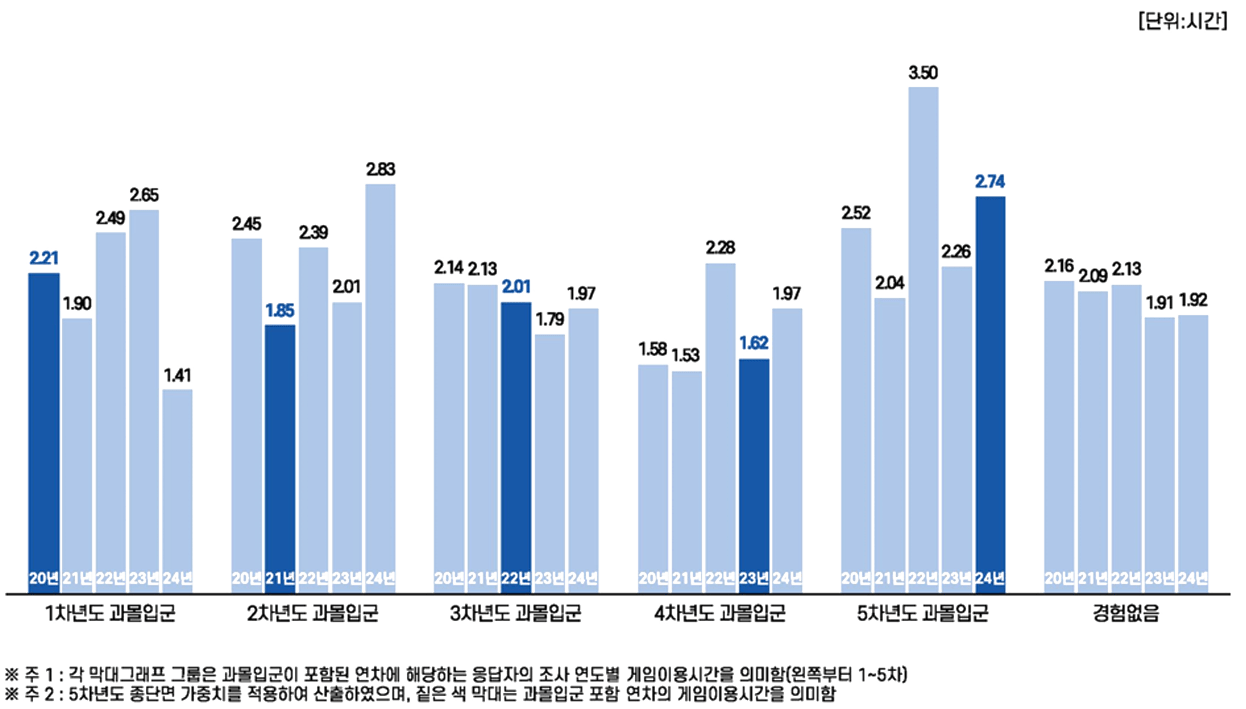 [단위:시간]
2.21 1.90 2.49 2.65 1.41
2.45 1.85 2.39 2.01 2.83
2.14 2.13 2.01 1.79 1.97
1.58 1.53 2.28 1.62 1.97
2.52 2.04 3.50 2.26 2.74
2.16 2.09 2.13 1.91 1.92
20년 21년 22년 23년 24년 20년 21년 22년 23년 24년 20년 21년 22년 23년 24년 20년 21년 22년 23년 24년 20년 21년 22년 23년 24년 20년 21년 22년 23년 24년
1차년도 과몰입군 2차년도 과몰입군 3차년도 과몰입군 4차년도 과몰입군 5차년도 과몰입군 경험없음
※ 주 1 : 각 막대그래프 그룹은 과몰입군이 포함된 연차에 해당하는 응답자의 조사 연도별 게임이용시간을 의미함(왼쪽부터 1~5차)
※ 주 2 : 5차년도 종단면 가중치를 적용하여 산출하였으며, 짙은 색 막대는 과몰입군 포함 연차의 게임이용시간을 의미함